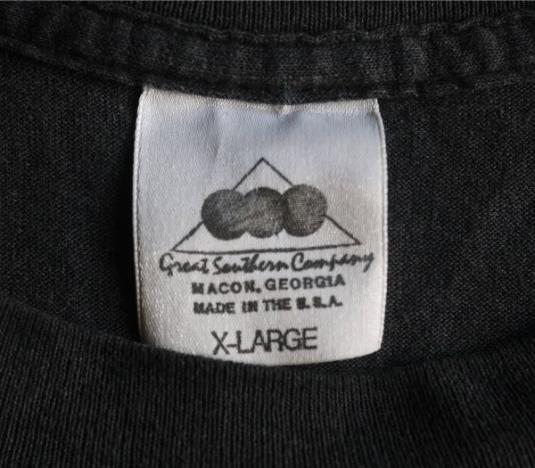 Great Southern Company
MACON, GEORGIA
MADE IN THE U.S.A.
X-LARGE